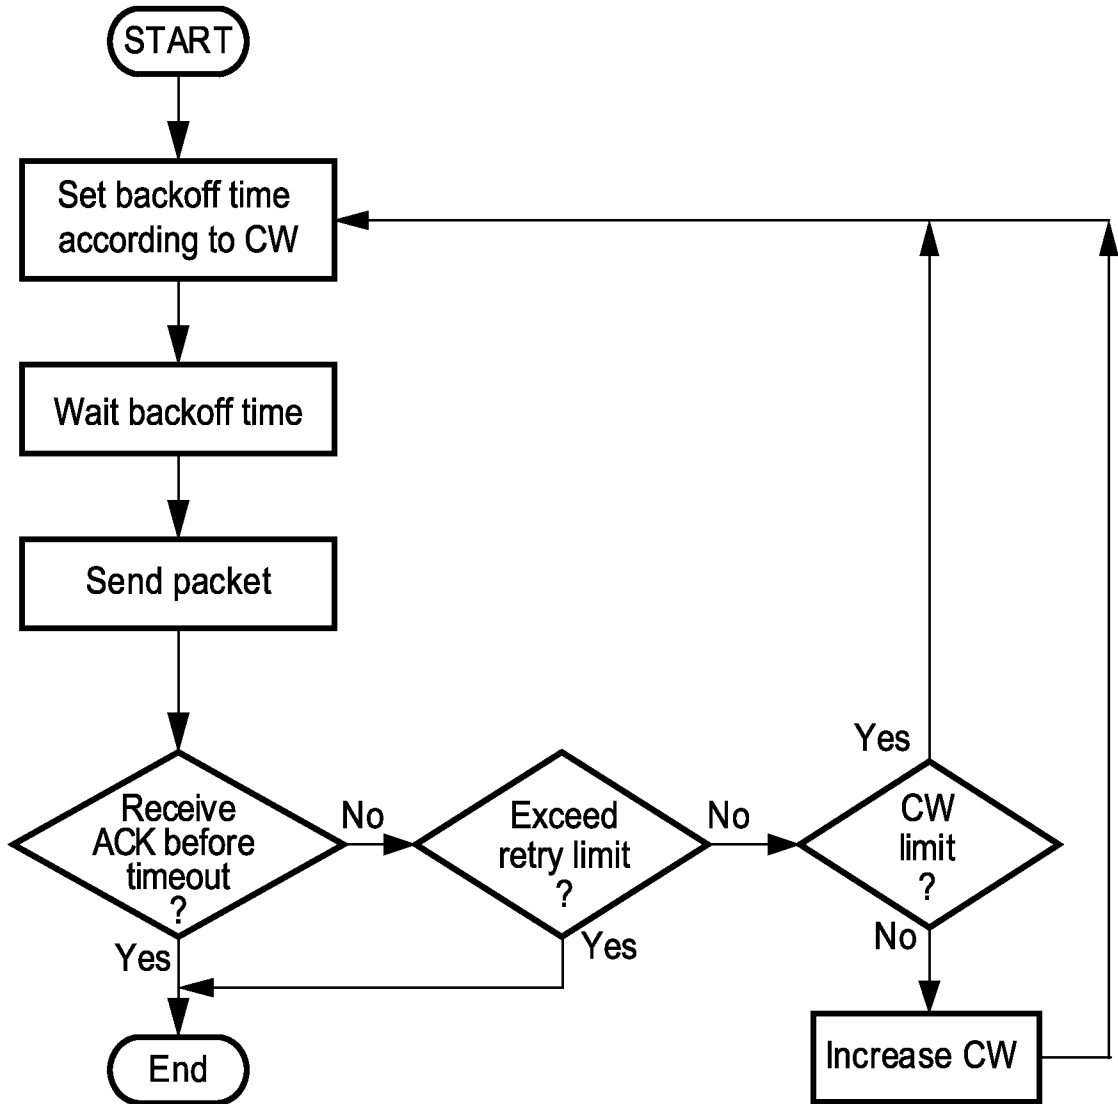 START
Set backoff time
according to CW
Wait backoff time
Send packet
Receive
ACK before
timeout
?
No
Yes
Exceed
retry limit
?
No
Yes
CW
limit
?
Yes
No
Increase CW
End